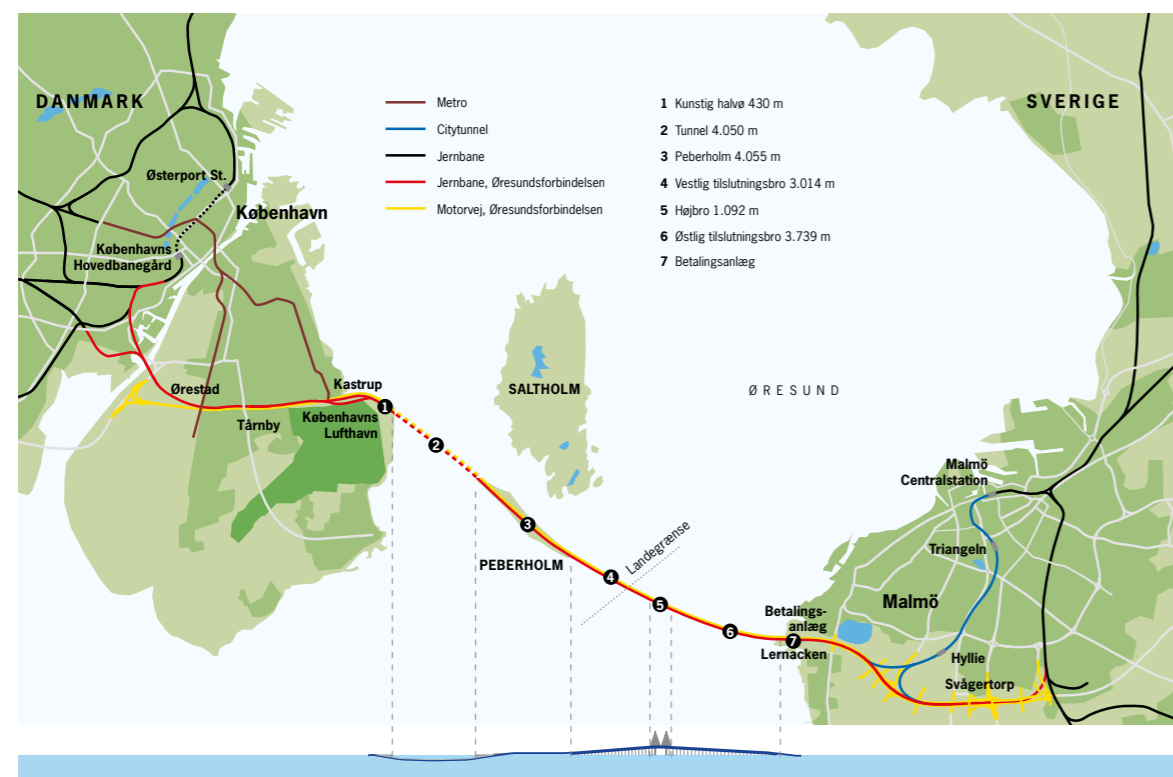 DANMARK
SVERIGE
Metro
Citytunnel
Jernbane
Jernbane, Øresundsforbindelsen
Motorvej, Øresundsforbindelsen
1 Kunstig halvø 430 m
2 Tunnel 4.050 m
3 Peberholm 4.055 m
4 Vestlig tilslutningsbro 3.014 m
5 Højbro 1.092 m
6 Østlig tilslutningsbro 3.739 m
7 Betalingsanlæg
Østerport St.
København
Københavns
Hovedbanegård
Ørestad
Tårnby
Kastrup
Københavns
Lufthavn
SALTHOLM
ØRESUND
PEBERHOLM
Landegrænse
1
2
3
4
5
6
7
Betalings-
anlæg
Lernacken
Malmö
Centralstation
Triangeln
Malmö
Hyllie
Svågertorp